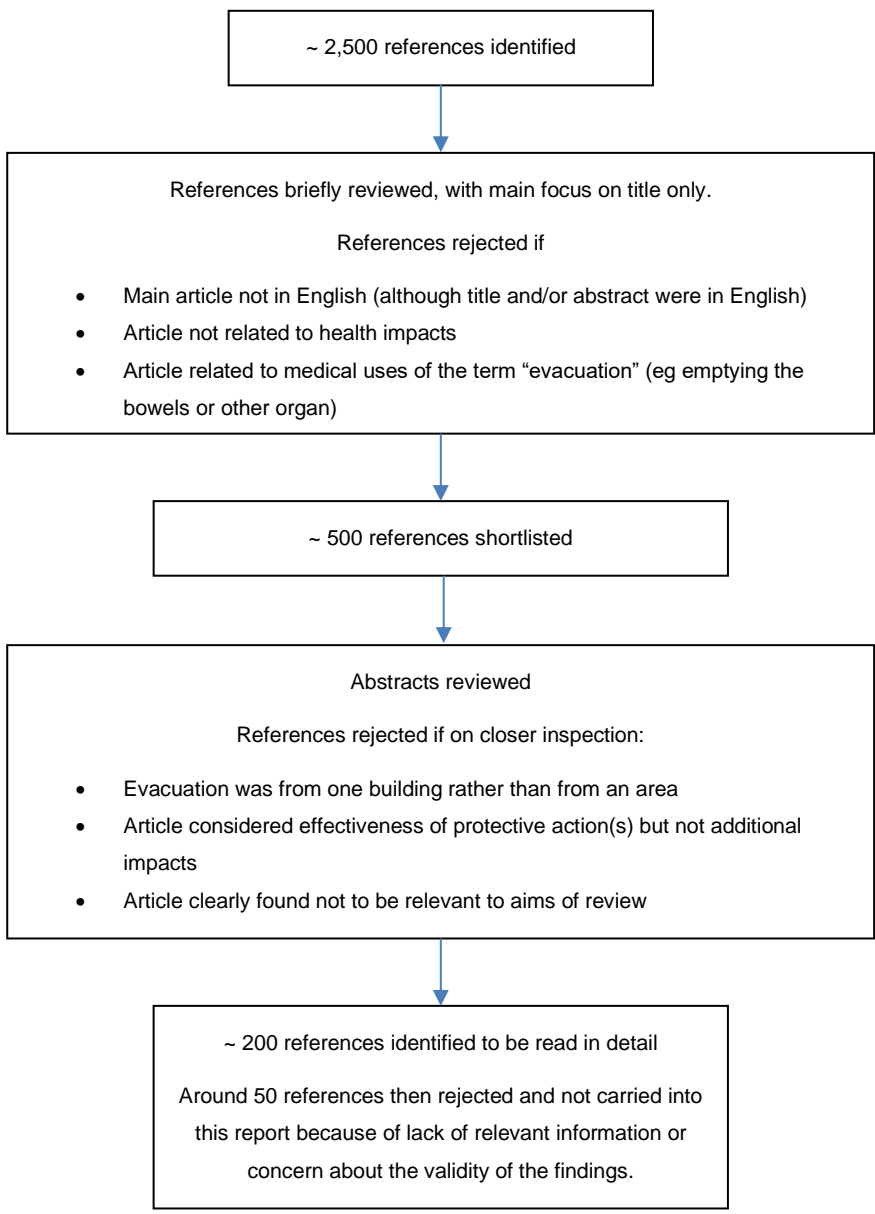 ~ 2,500 references identified
References briefly reviewed, with main focus on title only.
References rejected if
• Main article not in English (although title and/or abstract were in English)
• Article not related to health impacts
• Article related to medical uses of the term “evacuation” (eg emptying the
bowels or other organ)
~ 500 references shortlisted
Abstracts reviewed
References rejected if on closer inspection:
• Evacuation was from one building rather than from an area
• Article considered effectiveness of protective action(s) but not additional
impacts
• Article clearly found not to be relevant to aims of review
~ 200 references identified to be read in detail
Around 50 references then rejected and not carried into
this report because of lack of relevant information or
concern about the validity of the findings.